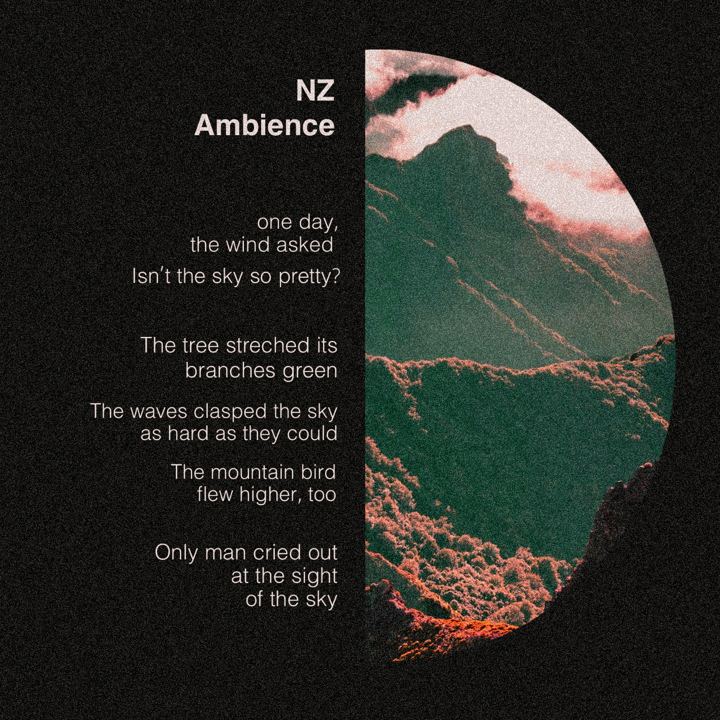 NZ
Ambience
one day,
the wind asked
Isn't the sky so pretty?
The tree streched its
branches green
The waves clasped the sky
as hard as they could
The mountain bird
flew higher, too
Only man cried out
at the sight
of the sky